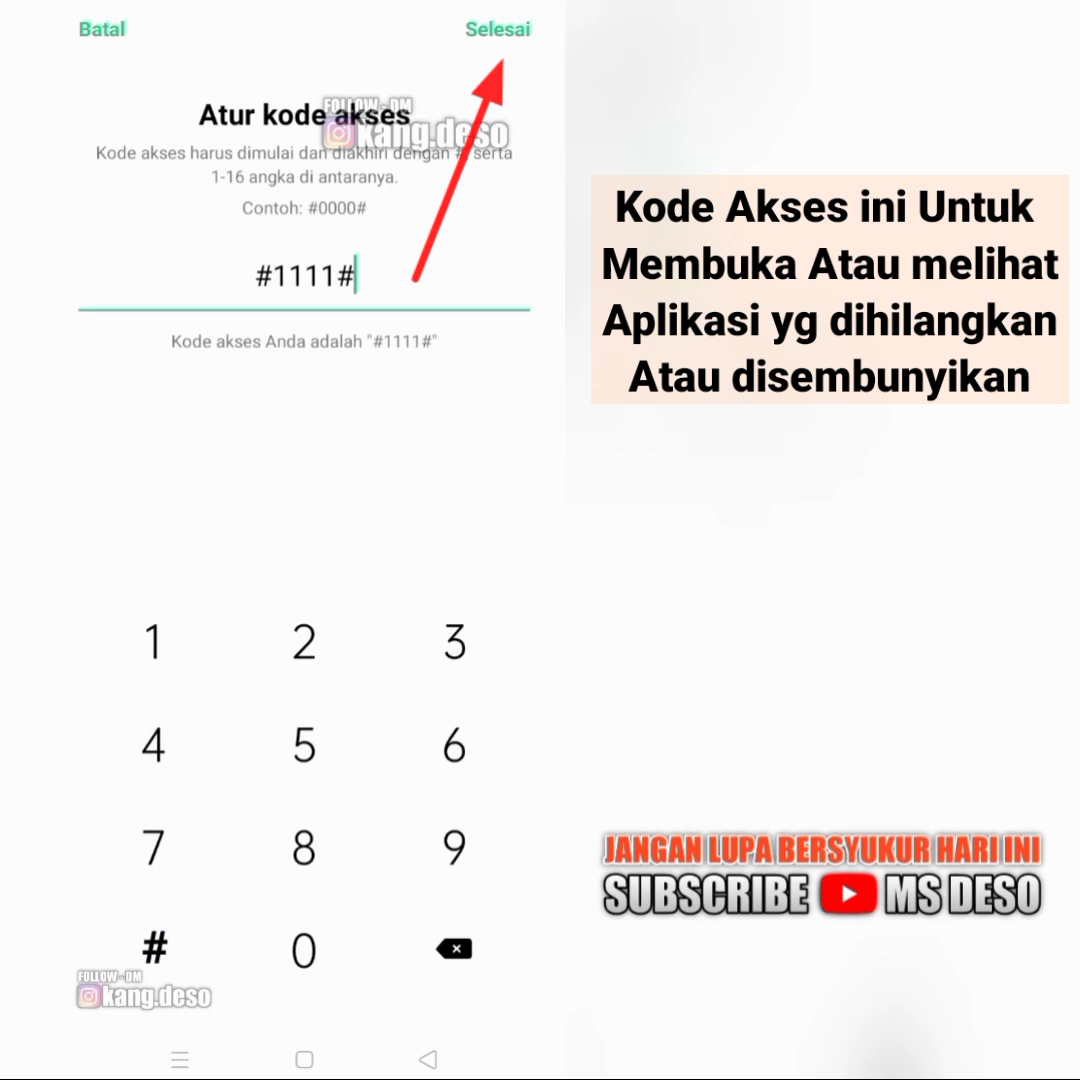 Batal
Selesai
FOLLOW - DM
kang.deso
Atur kode akses
Kode akses harus dimulai dan diakhiri dengan # serta
1-16 angka di antaranya.
Contoh: #0000#
#1111#
Kode akses Anda adalah "#1111#"
1 2 3
4 5 6
7 8 9
# 0
FOLLOW - DM
kang.deso
Kode Akses ini Untuk
Membuka Atau melihat
Aplikasi yg dihilangkan
Atau disembunyikan
JANGAN LUPA BERSYUKUR HARI INI
SUBSCRIBE MS DESO